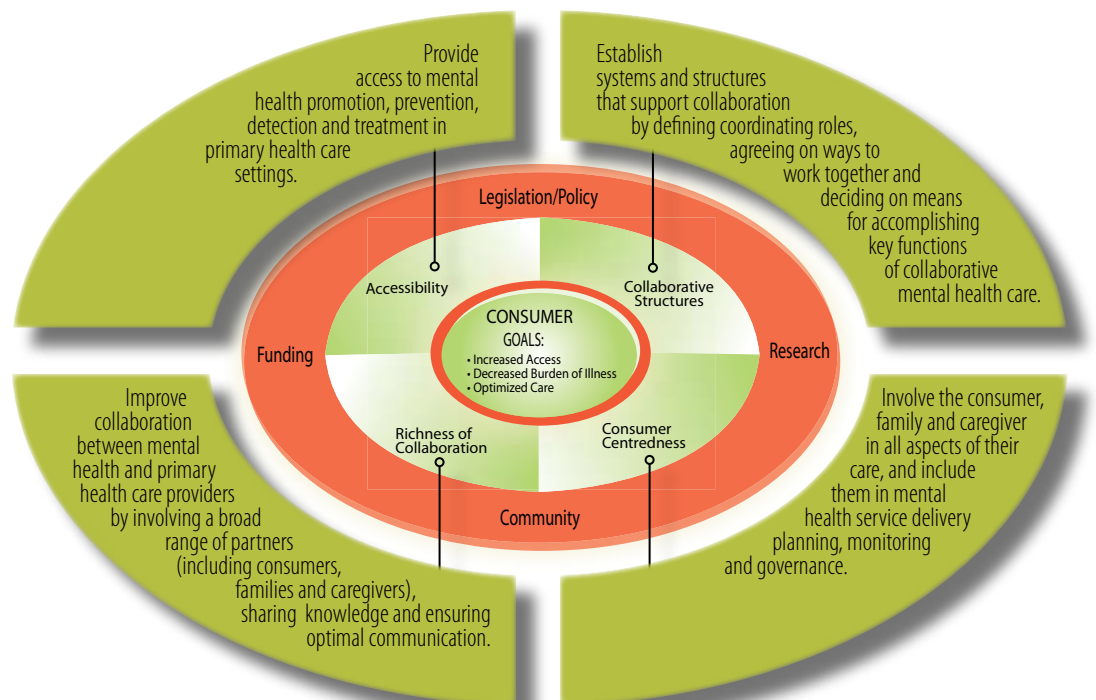 Provide
access to mental
health promotion, prevention,
detection and treatment in
primary health care
settings.
Establish
systems and structures
that support collaboration
by defining coordinating roles,
agreeing on ways to
work together and
deciding on means
for accomplishing
key functions
of collaborative
mental health care.
Legislation/Policy
Accessibility
Collaborative
Structures
CONSUMER
GOALS:
• Increased Access
• Decreased Burden of Illness
• Optimized Care
Funding
Research
Richness of
Collaboration
Consumer
Centredness
Community
Improve
collaboration
between mental
health and primary
health care providers
by involving a broad
range of partners
(including consumers,
families and caregivers),
sharing knowledge and ensuring
optimal communication.
Involve the consumer,
family and caregiver
in all aspects of their
care, and include
them in mental
health service delivery
planning, monitoring
and governance.